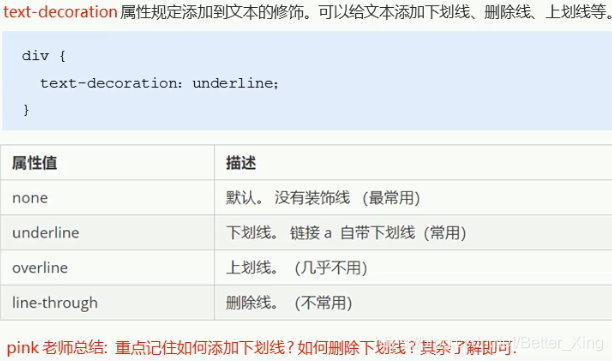 text-decoration 属性规定添加到文本的修饰。可以给文本添加下划线、删除线、上划线等。
div {
text-decoration：underline；
}
属性值 描述
none 默认。没有装饰线 (最常用)
underline 下划线。链接 a 自带下划线 (常用)
overline 上划线。(几乎不用)
line-through 删除线。(不常用)
pink 老师总结: 重点记住如何添加下划线 ? 如何删除下划线 ? 其余了解即可.
Better_Xing